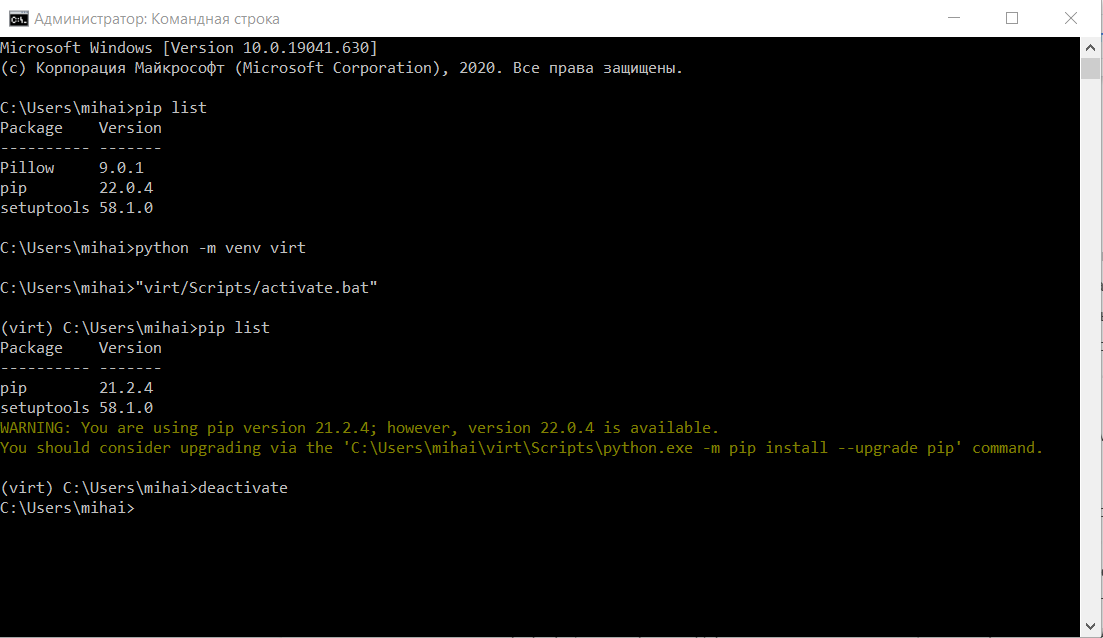 Администратор: Командная строка
Microsoft Windows [Version 10.0.19041.630]
(c) Корпорация Майкрософт (Microsoft Corporation), 2020. Все права защищены.
C:\Users\mihai>pip list
Package    Version
---------- -------
Pillow     9.0.1
pip        22.0.4
setuptools 58.1.0
C:\Users\mihai>python -m venv virt
C:\Users\mihai>"virt/Scripts/activate.bat"
(virt) C:\Users\mihai>pip list
Package    Version
---------- -------
pip        21.2.4
setuptools 58.1.0
WARNING: You are using pip version 21.2.4; however, version 22.0.4 is available.
You should consider upgrading via the 'C:\Users\mihai\virt\Scripts\python.exe -m pip install --upgrade pip' command.
(virt) C:\Users\mihai>deactivate
C:\Users\mihai>